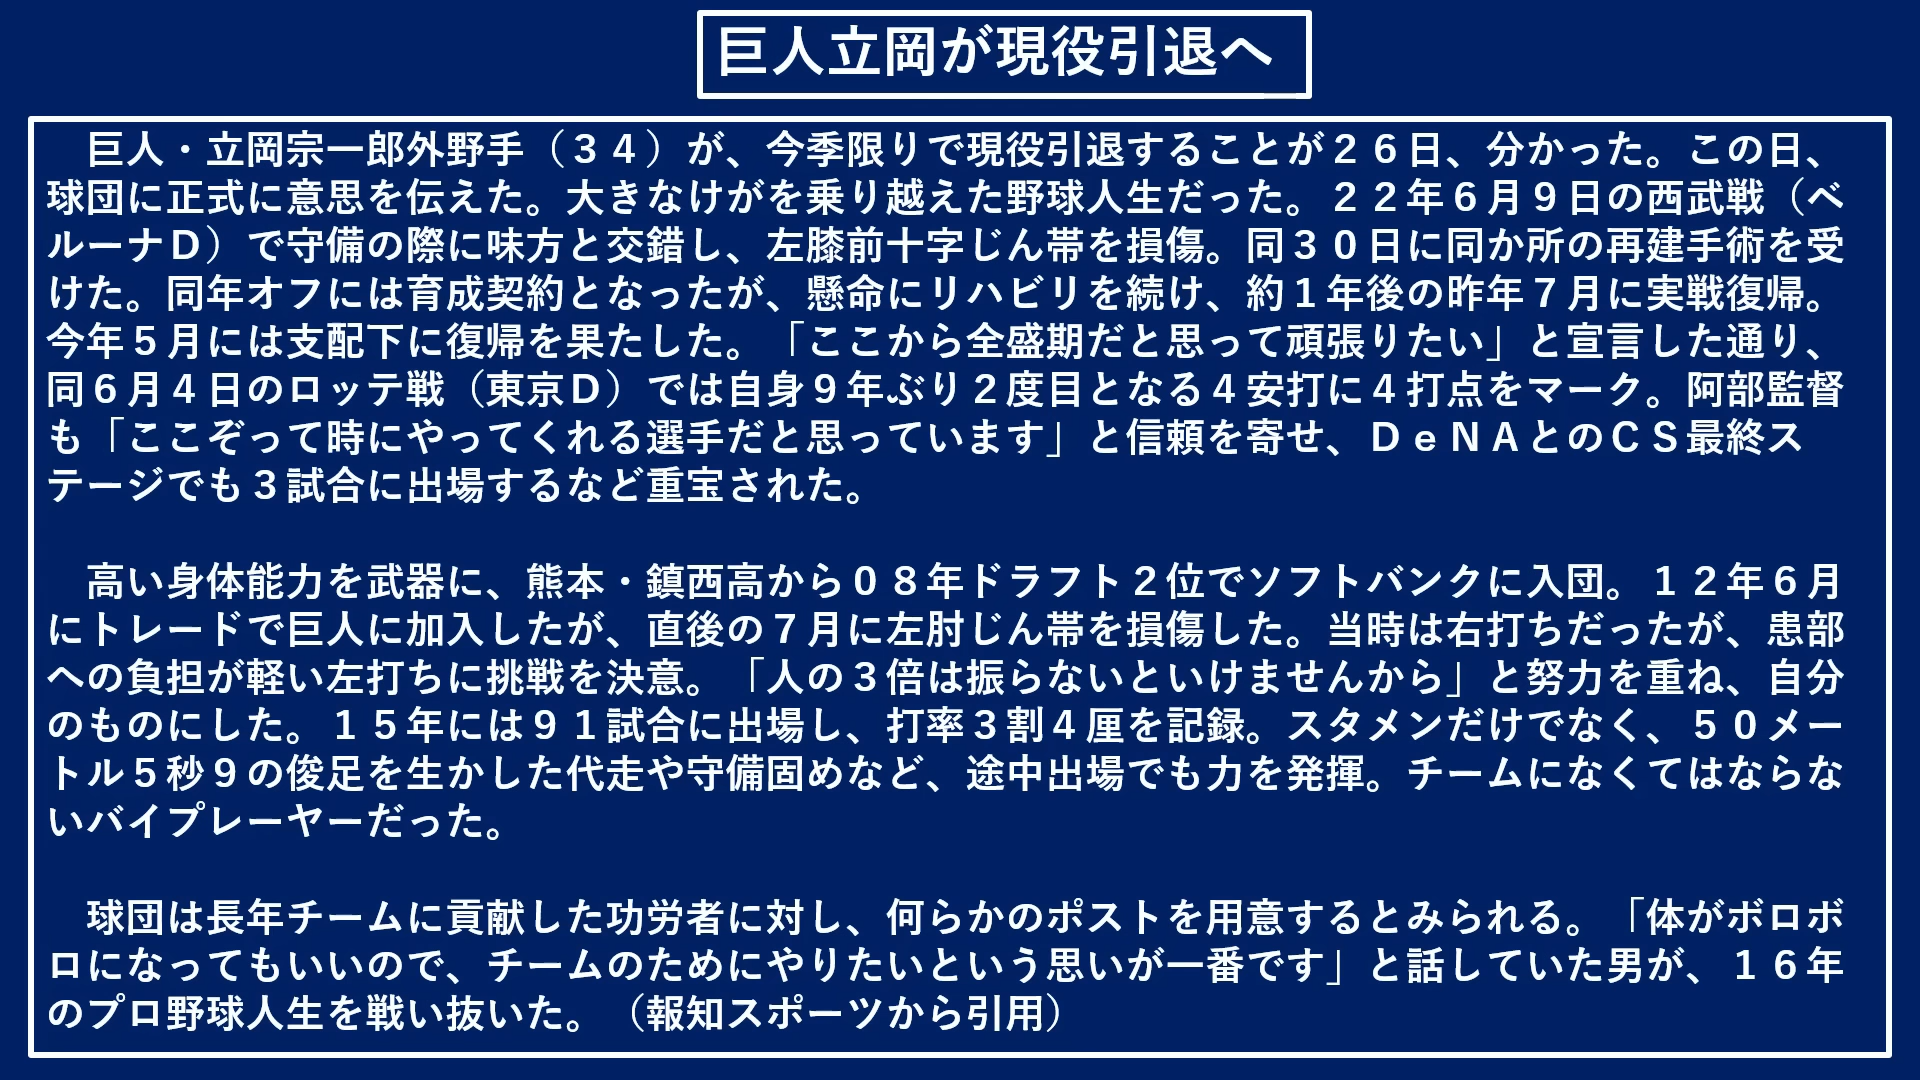 巨人立岡が現役引退へ
　巨人・立岡宗一郎外野手（３４）が、今季限りで現役引退することが２６日、分かった。この日、
球団に正式に意思を伝えた。大きなけがを乗り越えた野球人生だった。２２年６月９日の西武戦（ベ
ルーナＤ）で守備の際に味方と交錯し、左膝前十字じん帯を損傷。同３０日に同か所の再建手術を受
けた。同年オフには育成契約となったが、懸命にリハビリを続け、約１年後の昨年７月に実戦復帰。
今年５月には支配下に復帰を果たした。「ここから全盛期だと思って頑張りたい」と宣言した通り、
同６月４日のロッテ戦（東京Ｄ）では自身９年ぶり２度目となる４安打に４打点をマーク。阿部監督
も「ここぞって時にやってくれる選手だと思っています」と信頼を寄せ、ＤｅＮＡとのＣＳ最終ス
テージでも３試合に出場するなど重宝された。
　高い身体能力を武器に、熊本・鎮西高から０８年ドラフト２位でソフトバンクに入団。１２年６月
にトレードで巨人に加入したが、直後の７月に左肘じん帯を損傷した。当時は右打ちだったが、患部
への負担が軽い左打ちに挑戦を決意。「人の３倍は振らないといけませんから」と努力を重ね、自分
のものにした。１５年には９１試合に出場し、打率３割４厘を記録。スタメンだけでなく、５０メー
トル５秒９の俊足を生かした代走や守備固めなど、途中出場でも力を発揮。チームになくてはならな
いバイプレーヤーだった。
　球団は長年チームに貢献した功労者に対し、何らかのポストを用意するとみられる。「体がボロボ
ロになってもいいので、チームのためにやりたいという思いが一番です」と話していた男が、１６年
のプロ野球人生を戦い抜いた。（報知スポーツから引用）